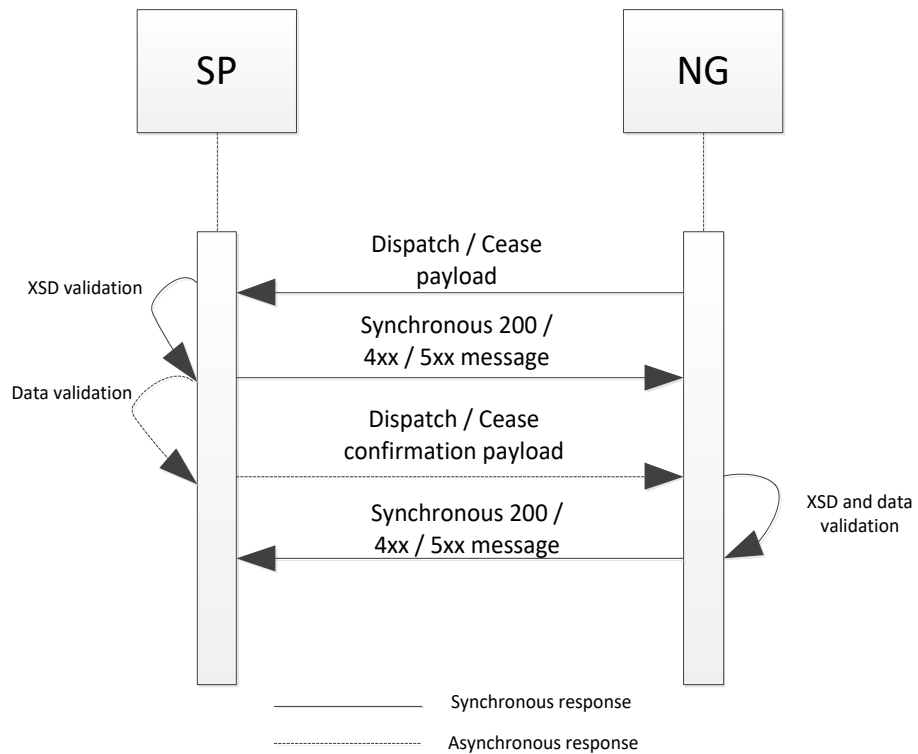 SP
NG
Dispatch / Cease
payload
XSD validation
Synchronous 200 /
4xx / 5xx message
Data validation
Dispatch / Cease
confirmation payload
XSD and data
validation
Synchronous 200 /
4xx / 5xx message
Synchronous response
Asynchronous response